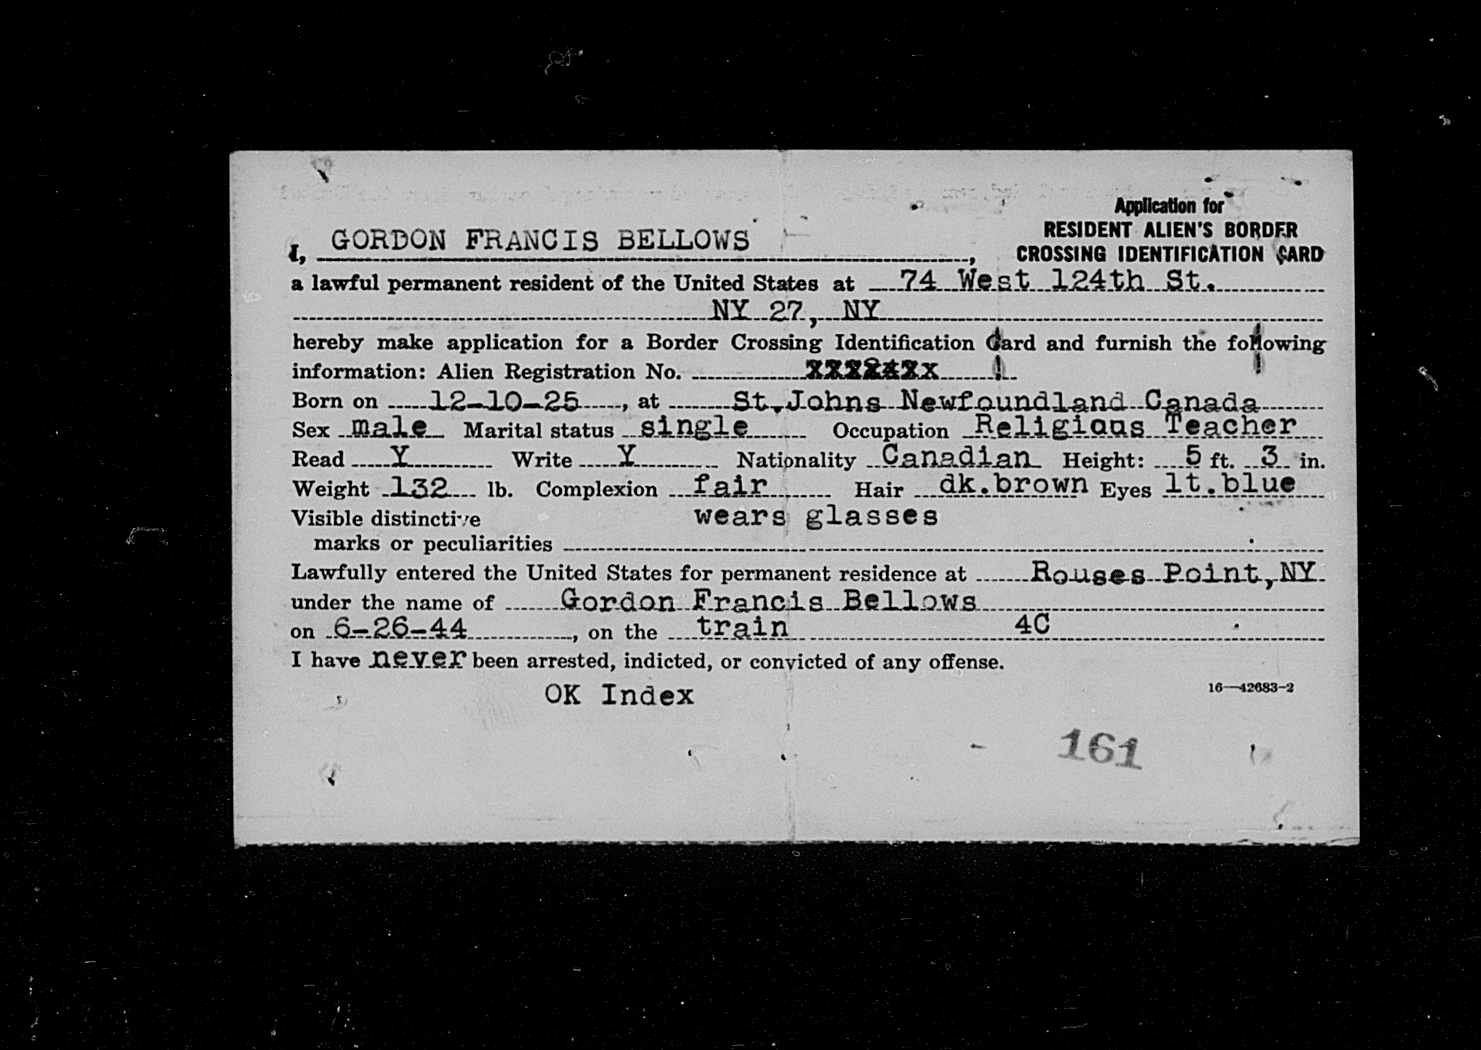 Application for
RESIDENT ALIEN'S BORDER
CROSSING IDENTIFICATION CARD
I, GORDON FRANCIS BELLOWS,
a lawful permanent resident of the United States at 74 West 124th St.
NY 27, NY
hereby make application for a Border Crossing Identification Card and furnish the following
information: Alien Registration No.
Born on 12-10-25, at St.Johns Newfoundland Canada
Sex male Marital status single Occupation Religious Teacher
Read Y Write Y Nationality Canadian Height: 5 ft. 3 in.
Weight 132 lb. Complexion fair Hair dk.brown Eyes lt.blue
Visible distinctive wears glasses
marks or peculiarities
Lawfully entered the United States for permanent residence at Rouses Point,NY
under the name of Gordon Francis Bellows
on 6-26-44, on the train 4C
I have never been arrested, indicted, or convicted of any offense.
OK Index
16—42683-2
161